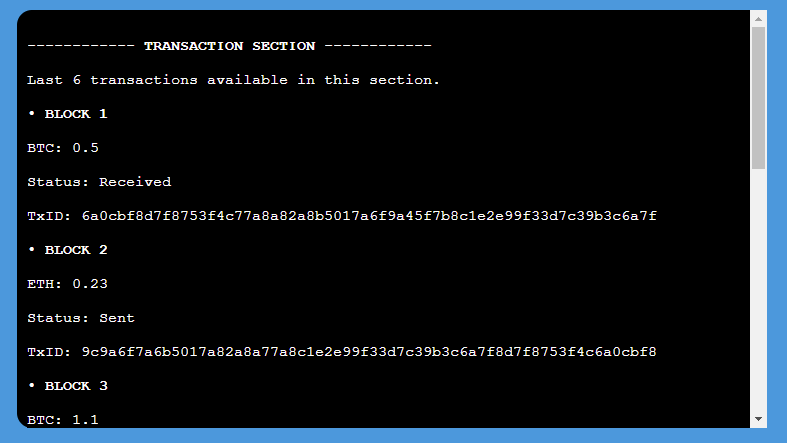 ------------ TRANSACTION SECTION ------------
Last 6 transactions available in this section.
• BLOCK 1
BTC: 0.5
Status: Received
TxID: 6a0cbf8d7f8753f4c77a8a82a8b5017a6f9a45f7b8c1e2e99f33d7c39b3c6a7f
• BLOCK 2
ETH: 0.23
Status: Sent
TxID: 9c9a6f7a6b5017a82a8a77a8c1e2e99f33d7c39b3c6a7f8d7f8753f4c6a0cbf8
• BLOCK 3
BTC: 1.1